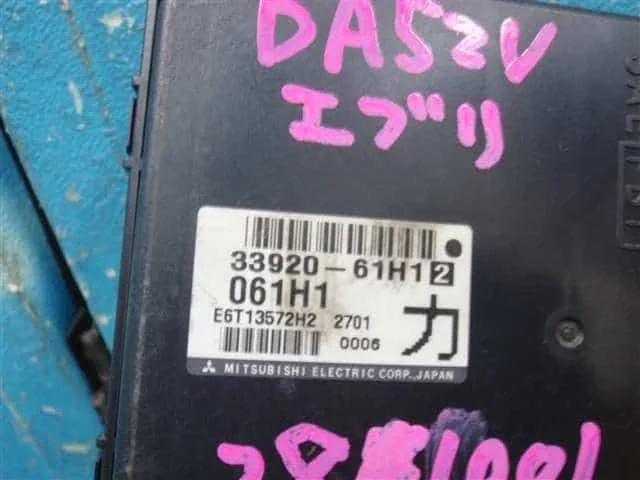 DA52V
エブリ
33920-61H1 2
061H1
E6T13572H2 2701
0006
カ
MITSUBISHI ELECTRIC CORP., JAPAN